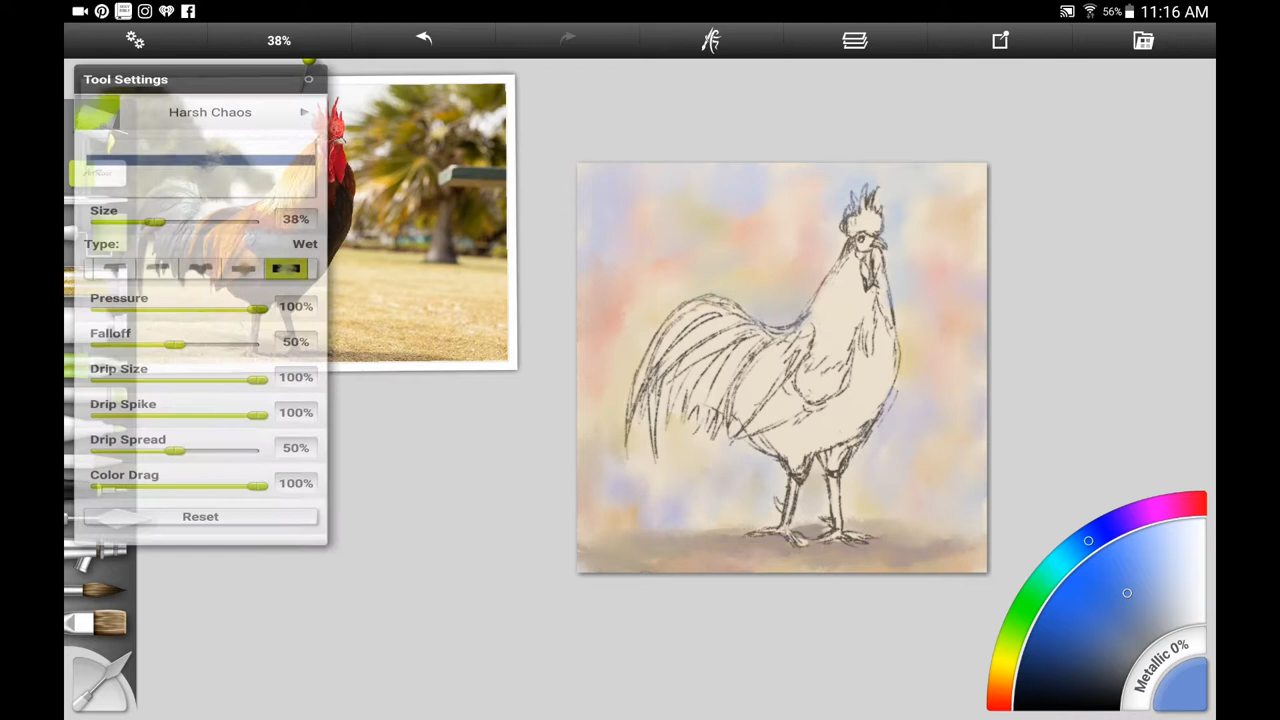 56%
11:16 AM
38%
Tool Settings
Harsh Chaos
ArtRage
Size
38%
Type:
Wet
Pressure
100%
Falloff
50%
Drip Size
100%
Drip Spike
100%
Drip Spread
50%
Color Drag
100%
Reset
Metallic 0%